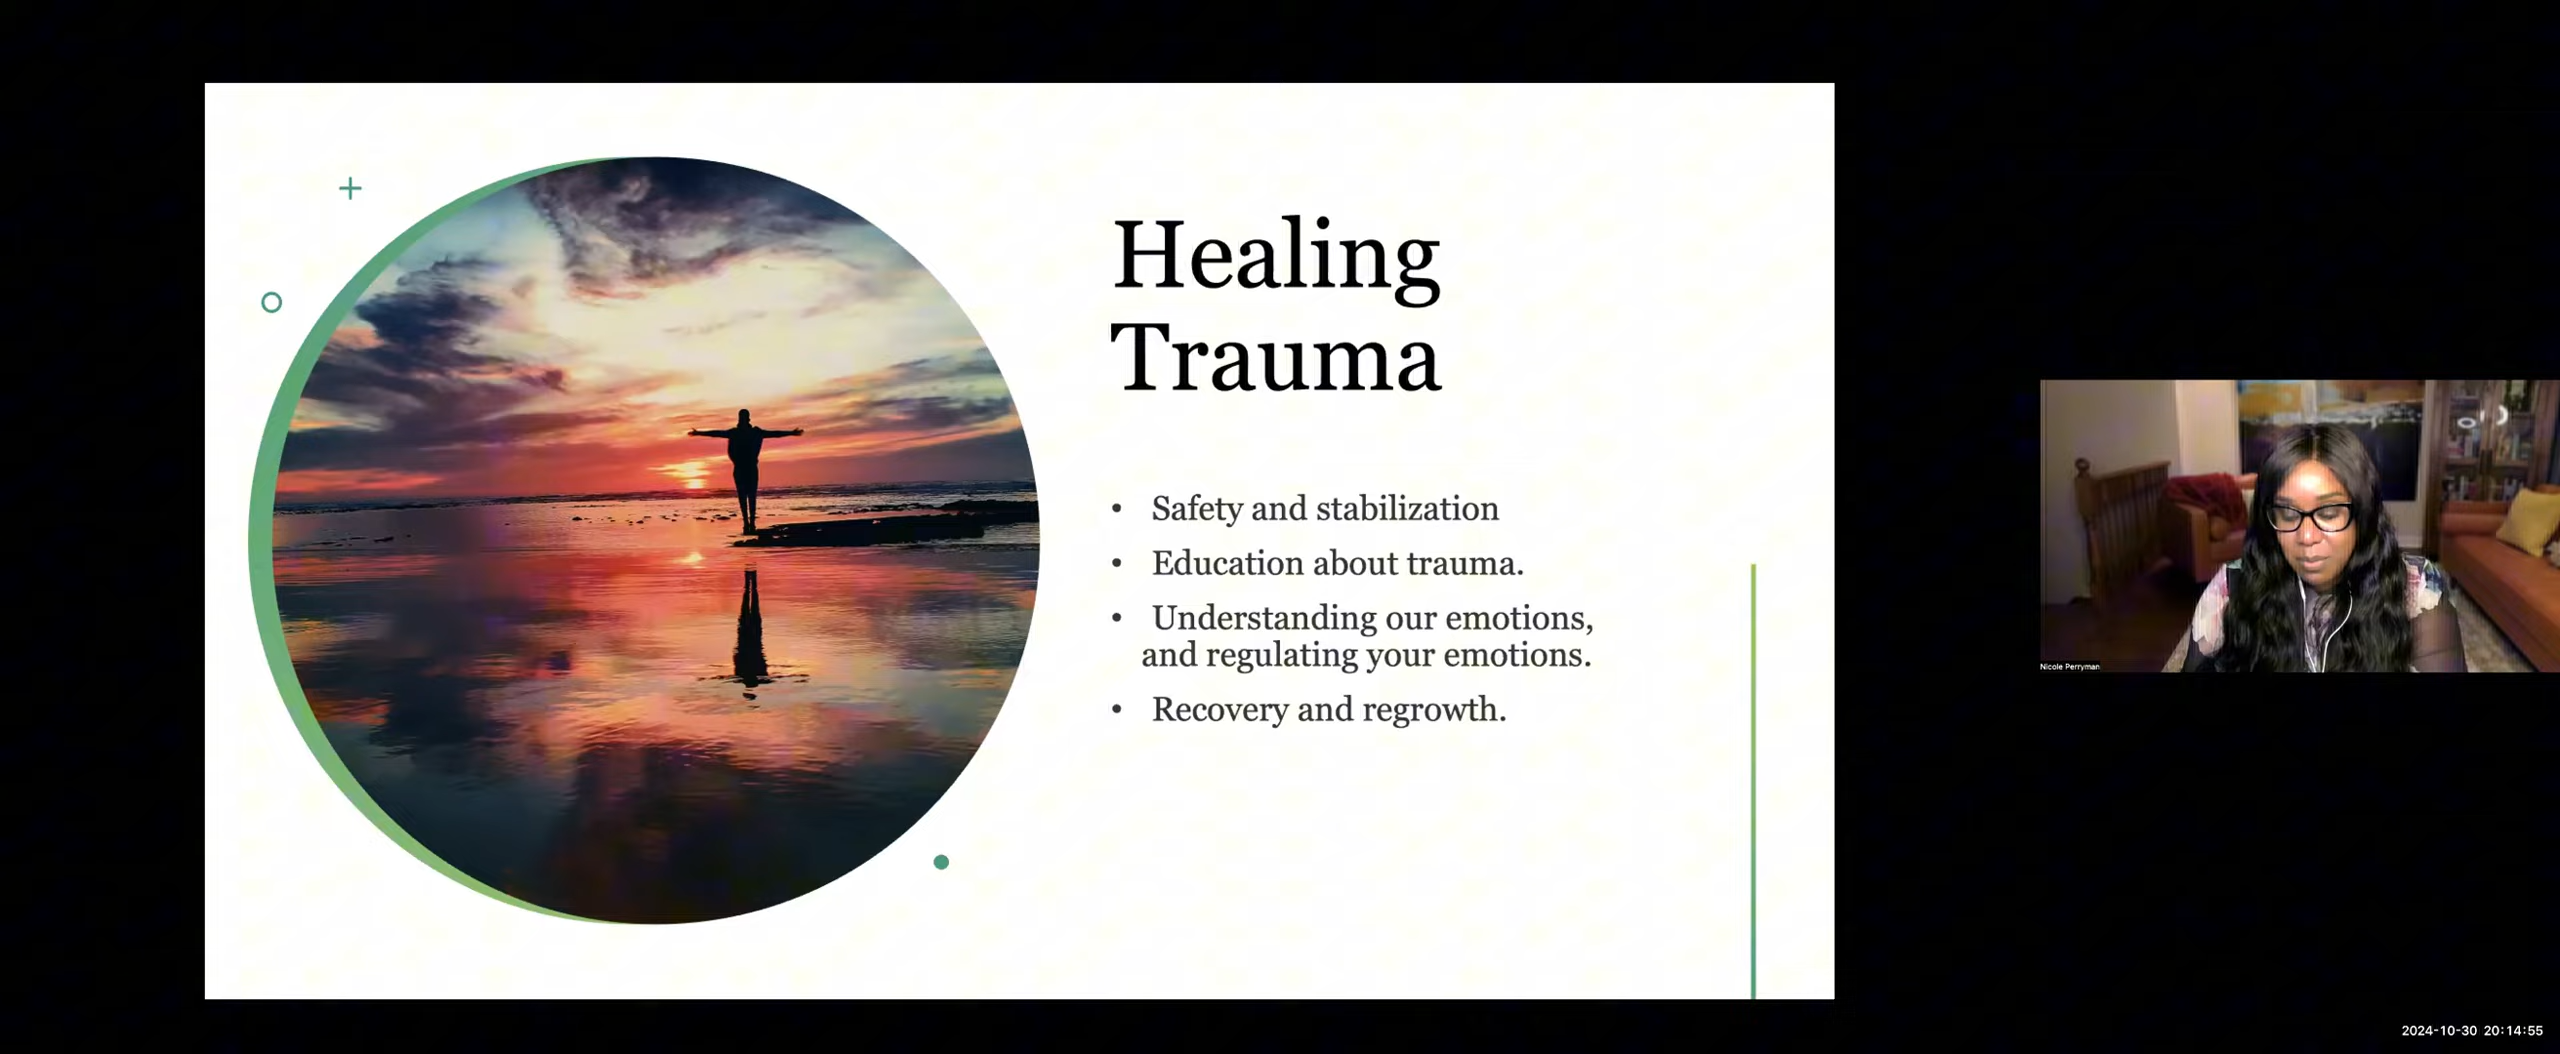 Healing
Trauma
• Safety and stabilization
• Education about trauma.
• Understanding our emotions,
and regulating your emotions.
• Recovery and regrowth.
Nicole Perryman
2024-10-30 20:14:55